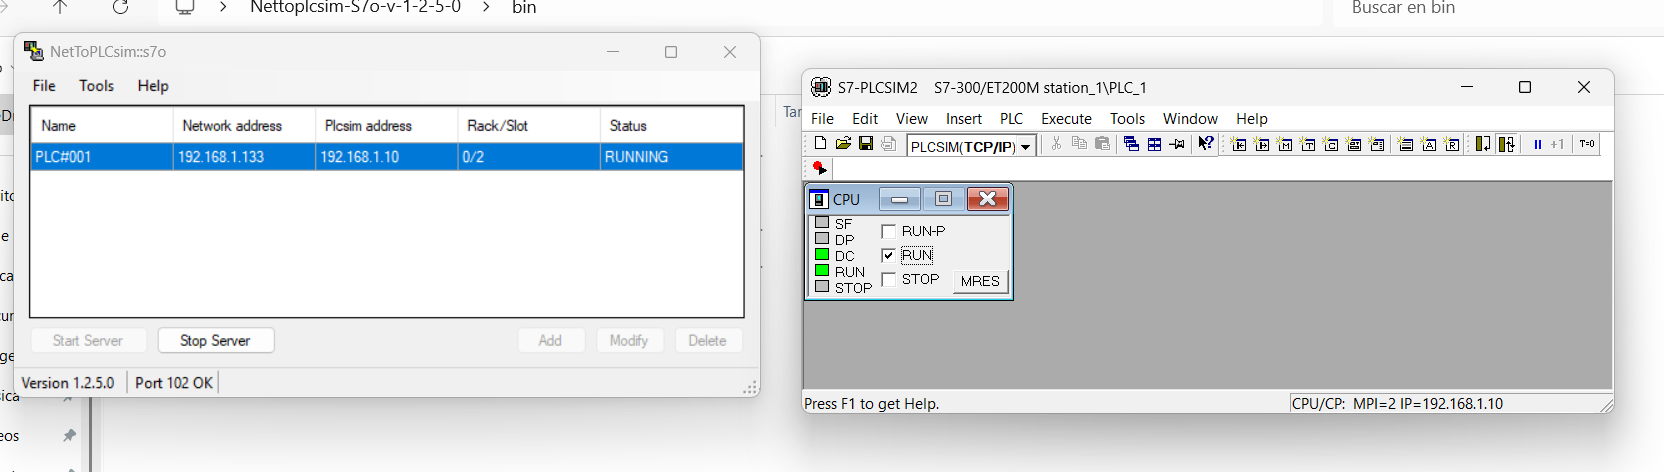 Nettoplcsim-S7o-v-1-2-5-0 > bin
Buscar en bin
NetToPLCsim::s7o
File Tools Help
Name Network address Plcsim address Rack/Slot Status
PLC#001 192.168.1.133 192.168.1.10 0/2 RUNNING
Start Server Stop Server Add Modify Delete
Version 1.2.5.0 Port 102 OK
S7-PLCSIM2 S7-300/ET200M station_1\PLC_1
File Edit View Insert PLC Execute Tools Window Help
PLCSIM(TCP/IP)
+1 T=0
CPU
SF
DP
DC
RUN
STOP
RUN-P
RUN
STOP
MRES
Press F1 to get Help.
CPU/CP: MPI=2 IP=192.168.1.10